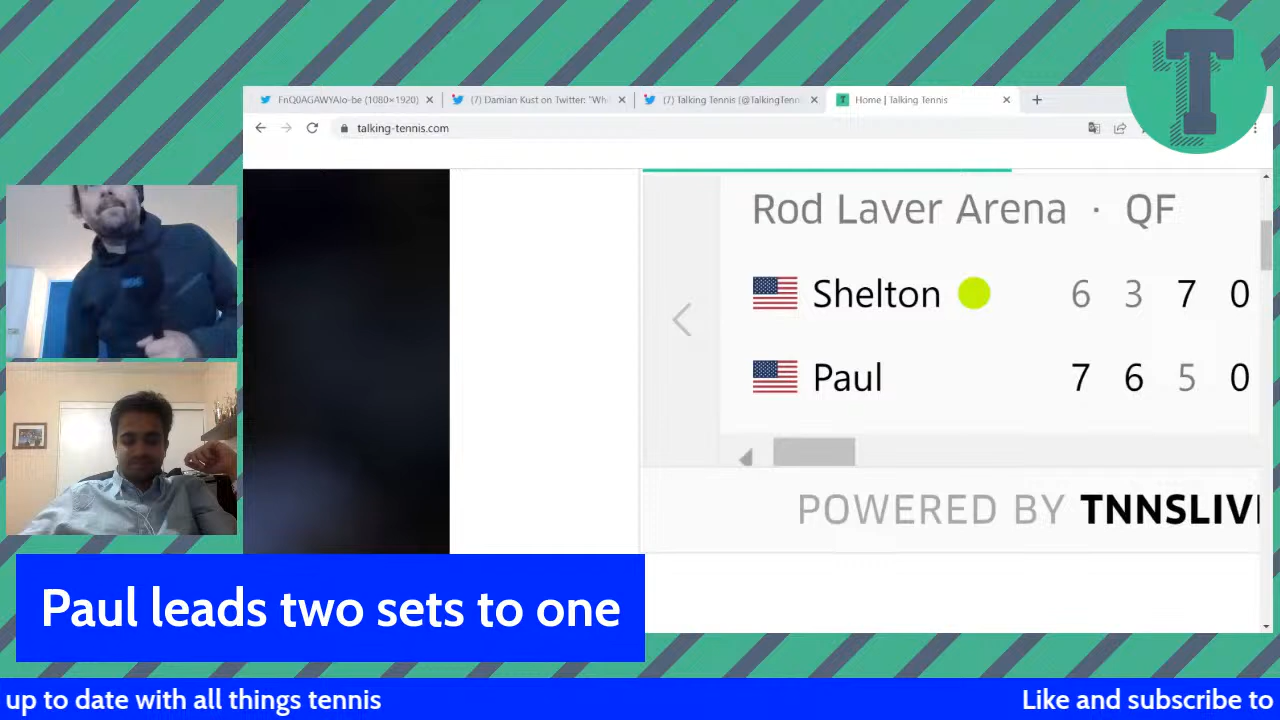 FnQ0AGAWYAIo-be (1080×1920)
(7) Damian Kust on Twitter: "Whi
(7) Talking Tennis (@TalkingTenn
Home | Talking Tennis
talking-tennis.com
T
Rod Laver Arena · QF
Shelton 6 3 7 0
Paul 7 6 5 0
POWERED BY TNNSLIVE
Paul leads two sets to one
up to date with all things tennis
Like and subscribe to